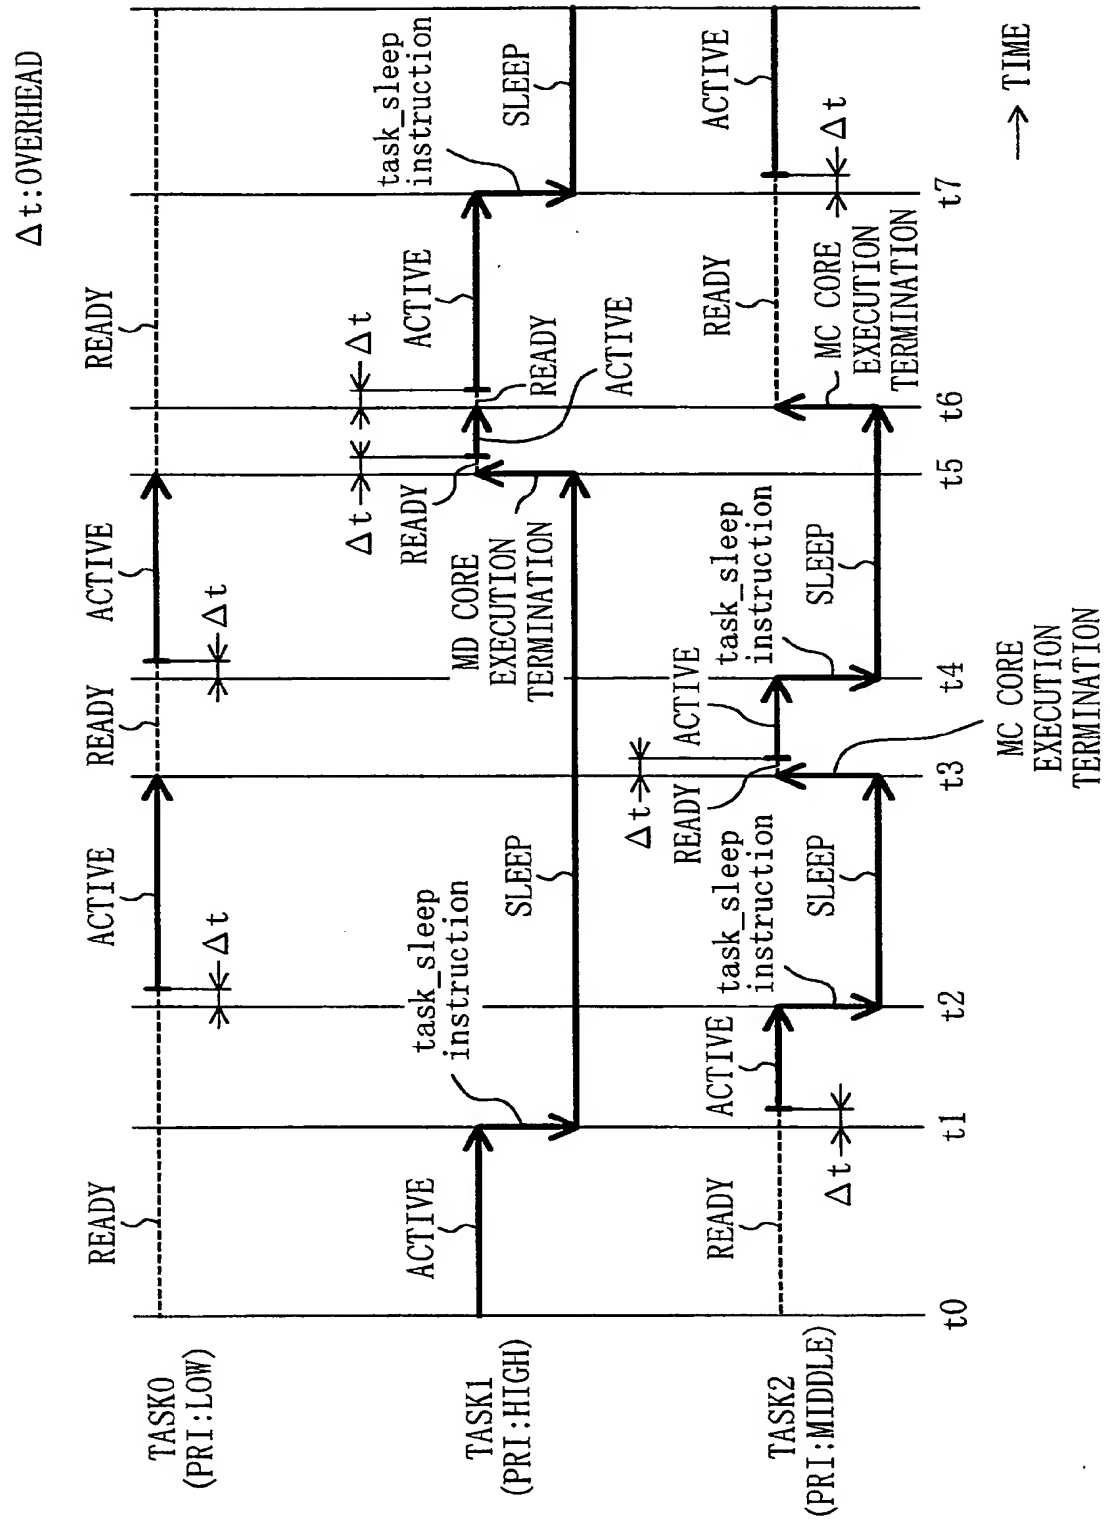 Δt:OVERHEAD
TASK0
(PRI:LOW)
READY
ACTIVE
READY
ACTIVE
READY
Δt
Δt
TASK1
(PRI:HIGH)
ACTIVE
task_sleep
instruction
SLEEP
MD CORE
EXECUTION
TERMINATION
READY
Δt
Δt
ACTIVE
READY
ACTIVE
task_sleep
instruction
SLEEP
TASK2
(PRI:MIDDLE)
READY
Δt
ACTIVE
task_sleep
instruction
SLEEP
READY
Δt
ACTIVE
task_sleep
instruction
SLEEP
READY
MC CORE
EXECUTION
TERMINATION
ACTIVE
Δt
t0
t1
t2
t3
t4
t5
t6
t7
MC CORE
EXECUTION
TERMINATION
→ TIME